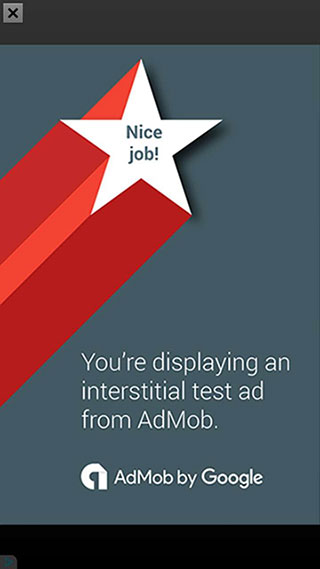 Nice
job!
You're displaying an
interstitial test ad
from AdMob.
AdMob by Google